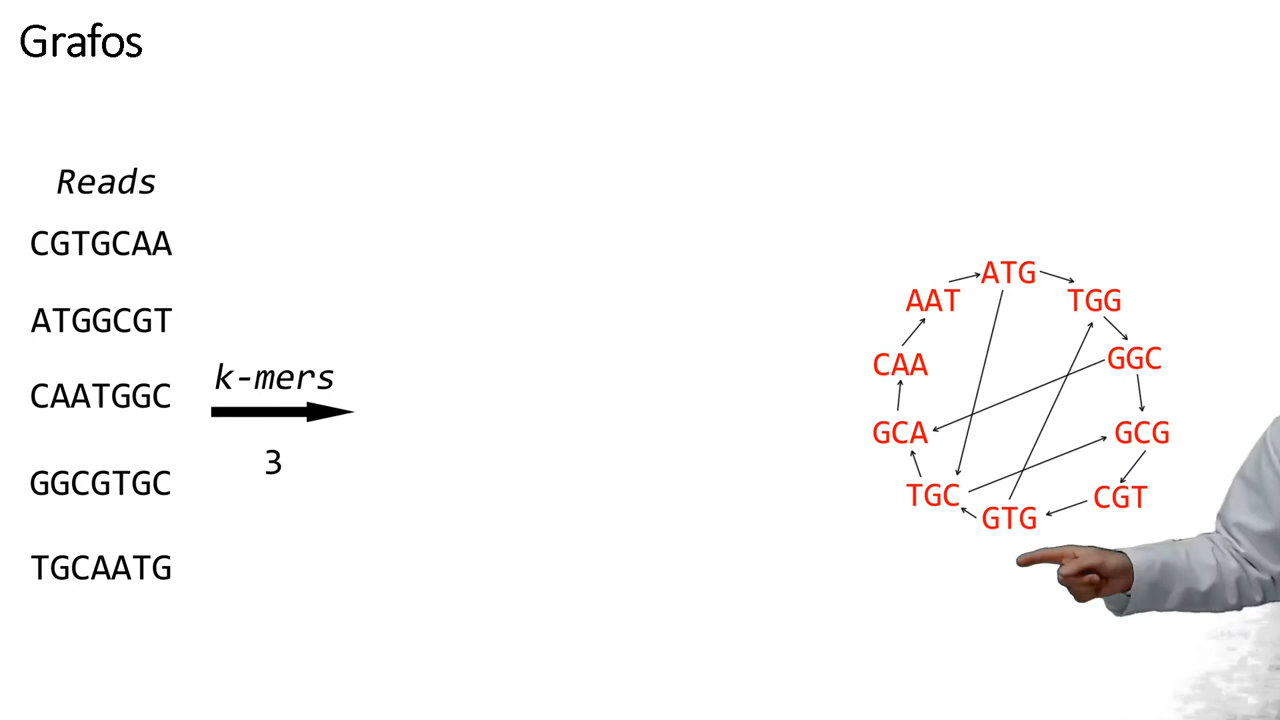 Grafos
Reads
CGTGCAA
ATGGCGT
CAATGGC
GGCGTGC
TGCAATG
k-mers
3
ATG
TGG
GGC
GCG
CGT
GTG
TGC
GCA
CAA
AAT